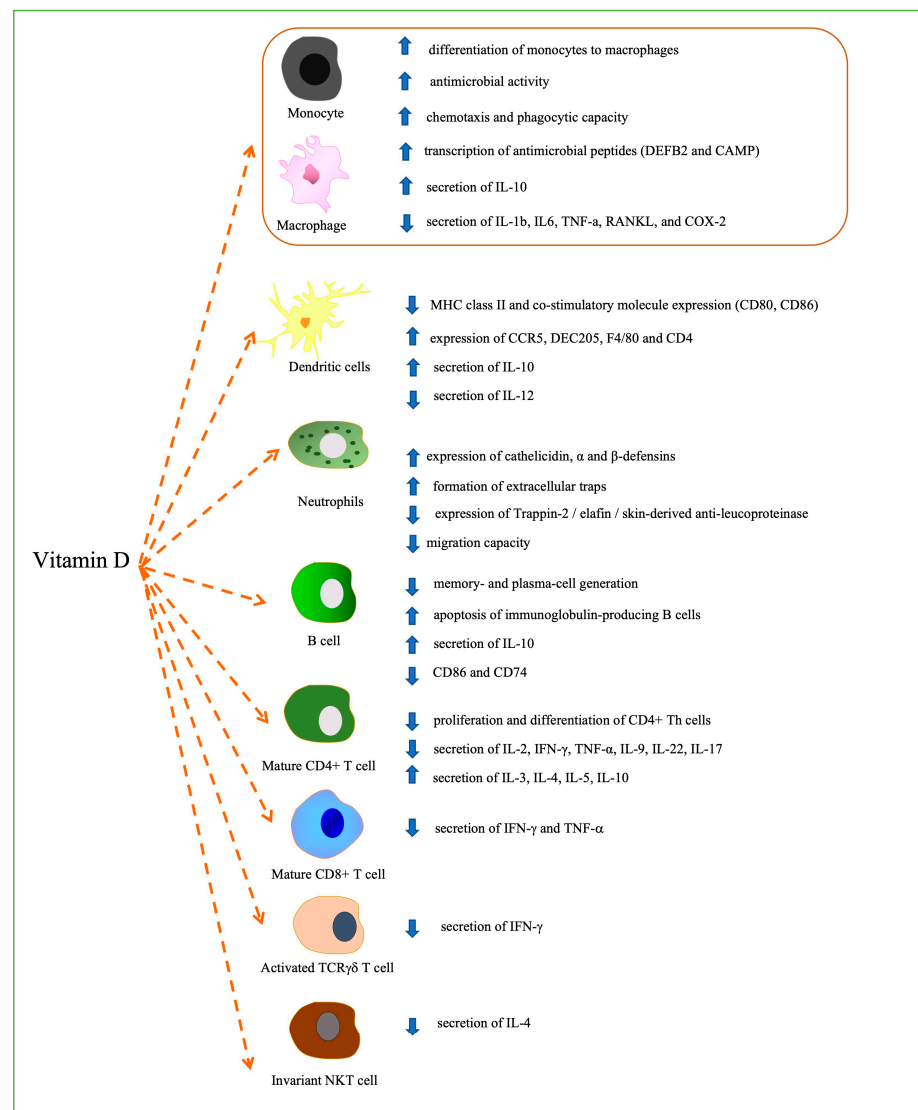 Monocyte
differentiation of monocytes to macrophages
antimicrobial activity
chemotaxis and phagocytic capacity
Macrophage
transcription of antimicrobial peptides (DEFB2 and CAMP)
secretion of IL-10
secretion of IL-1b, IL6, TNF-a, RANKL, and COX-2
Dendritic cells
MHC class II and co-stimulatory molecule expression (CD80, CD86)
expression of CCR5, DEC205, F4/80 and CD4
secretion of IL-10
secretion of IL-12
Neutrophils
expression of cathelicidin, α and β-defensins
formation of extracellular traps
expression of Trappin-2 / elafin / skin-derived anti-leucoproteinase
migration capacity
Vitamin D
B cell
memory- and plasma-cell generation
apoptosis of immunoglobulin-producing B cells
secretion of IL-10
CD86 and CD74
Mature CD4+ T cell
proliferation and differentiation of CD4+ Th cells
secretion of IL-2, IFN-γ, TNF-α, IL-9, IL-22, IL-17
secretion of IL-3, IL-4, IL-5, IL-10
Mature CD8+ T cell
secretion of IFN-γ and TNF-α
Activated TCRγδ T cell
secretion of IFN-γ
Invariant NKT cell
secretion of IL-4